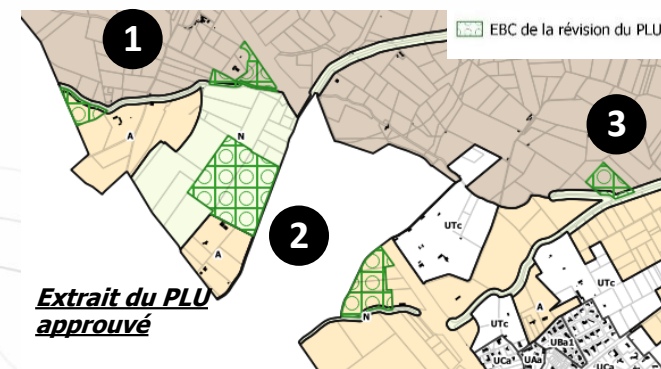 EBC de la révision du PLU
1
3
A
N
2
A
UTc
Extrait du PLU
approuvé
N
UTc
A
UTc
UBa1
UCa
UAa
UCa